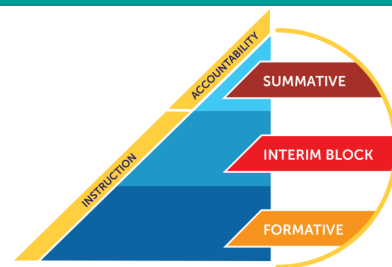 ACCOUNTABILITY
SUMMATIVE
INSTRUCTION
INTERIM BLOCK
FORMATIVE